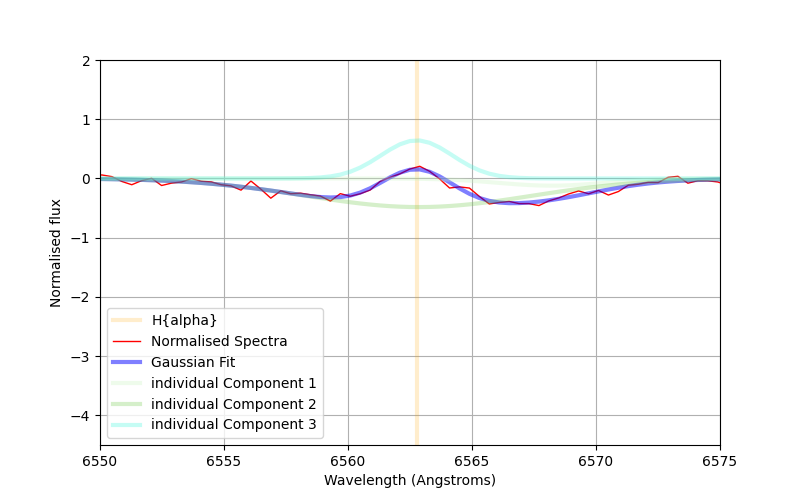 2
1
0
−1
−2
−3
−4
Normalised flux
H{alpha}
Normalised Spectra
Gaussian Fit
individual Component 1
individual Component 2
individual Component 3
6550 6555 6560 6565 6570 6575
Wavelength (Angstroms)